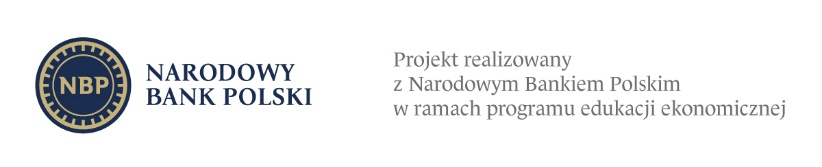 NBP
NARODOWY
BANK POLSKI
Projekt realizowany
z Narodowym Bankiem Polskim
w ramach programu edukacji ekonomicznej